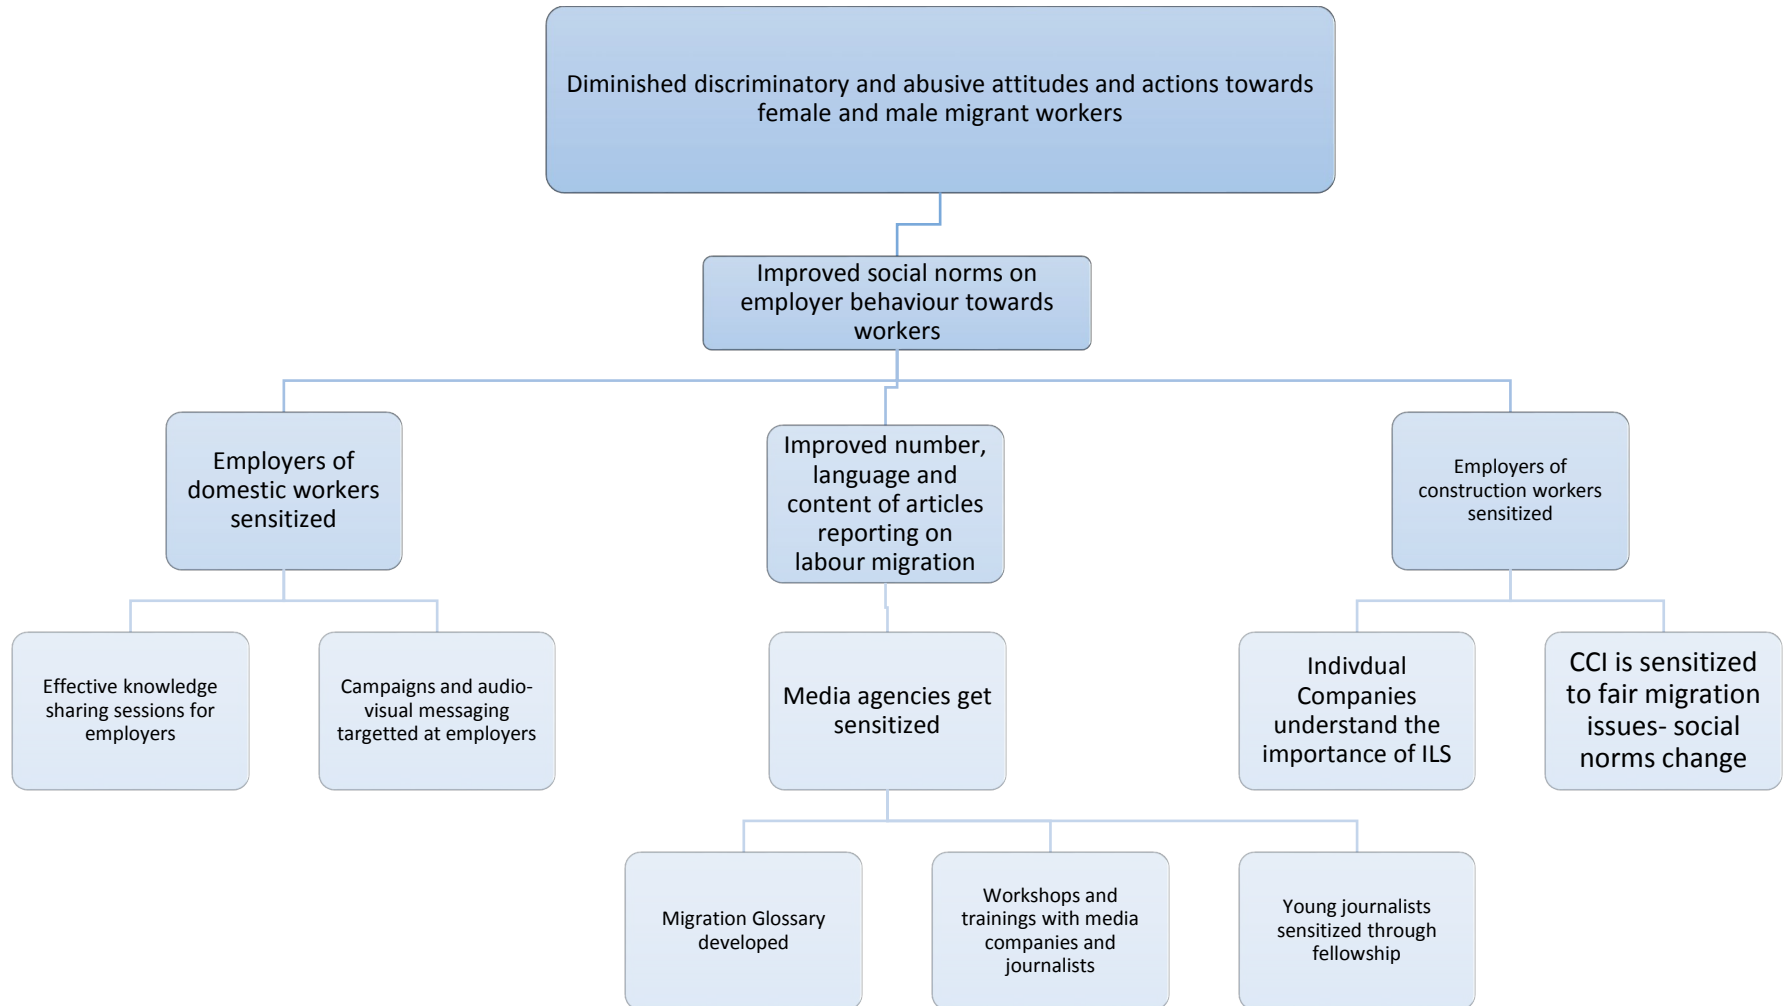 Diminished discriminatory and abusive attitudes and actions towards
female and male migrant workers
Improved social norms on
employer behaviour towards
workers
Employers of
domestic workers
sensitized
Improved number,
language and
content of articles
reporting on
labour migration
Employers of
construction workers
sensitized
Effective knowledge
sharing sessions for
employers
Campaigns and audio-
visual messaging
targetted at employers
Media agencies get
sensitized
Indivdual
Companies
understand the
importance of ILS
CCI is sensitized
to fair migration
issues- social
norms change
Migration Glossary
developed
Workshops and
trainings with media
companies and
journalists
Young journalists
sensitized through
fellowship